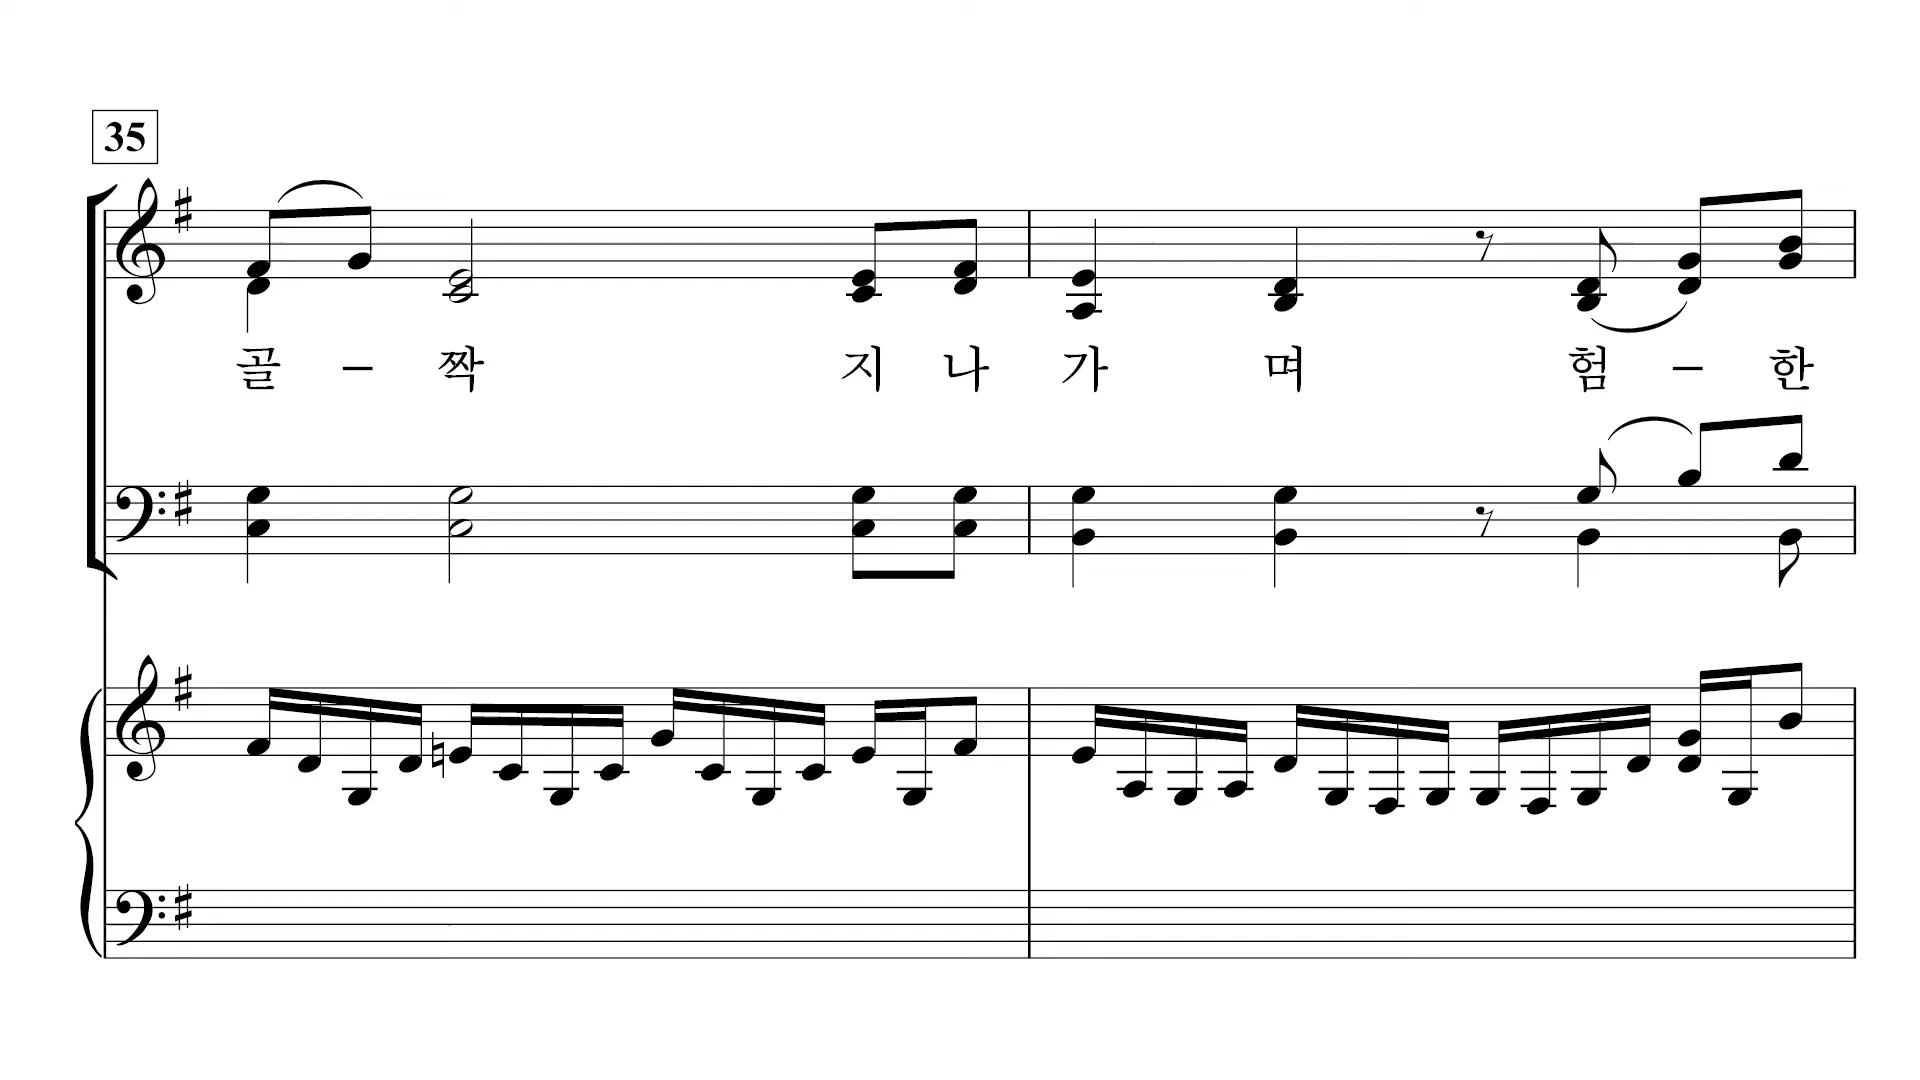 35
골 – 짝 지 나 가 며 험 – 한